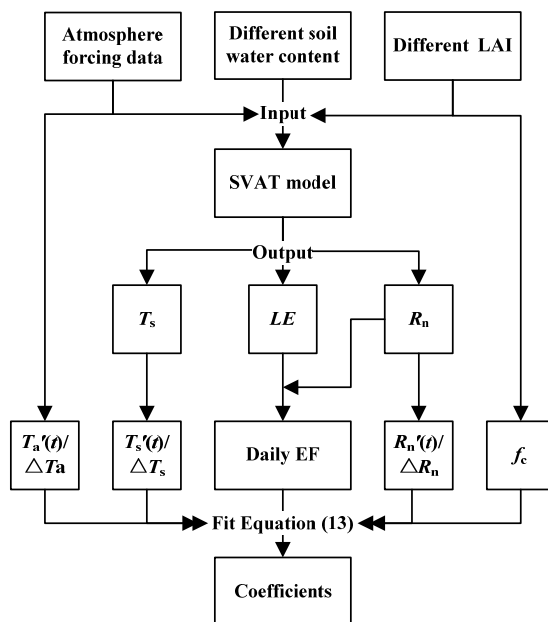 Atmosphere
forcing data
Different soil
water content
Different LAI
Input
SVAT model
Output
Ts
LE
Rn
Ta′(t)/
△Ta
Ts′(t)/
△Ts
Daily EF
Rn′(t)/
△Rn
fc
Fit Equation (13)
Coefficients